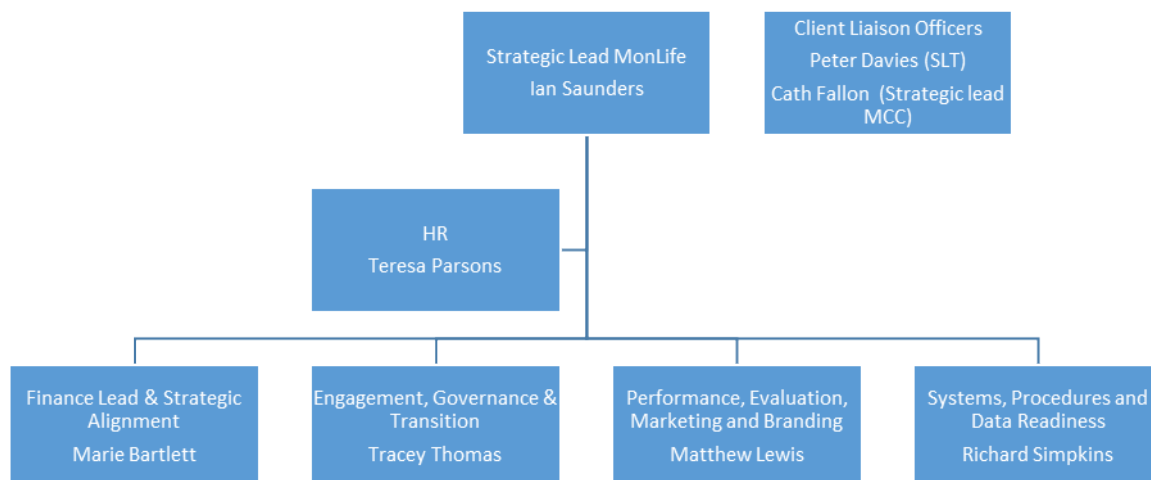 Strategic Lead MonLife
Ian Saunders
Client Liaison Officers
Peter Davies (SLT)
Cath Fallon  (Strategic lead
MCC)
HR
Teresa Parsons
Finance Lead & Strategic
Alignment
Marie Bartlett
Engagement, Governance &
Transition
Tracey Thomas
Performance, Evaluation,
Marketing and Branding
Matthew Lewis
Systems, Procedures and
Data Readiness
Richard Simpkins